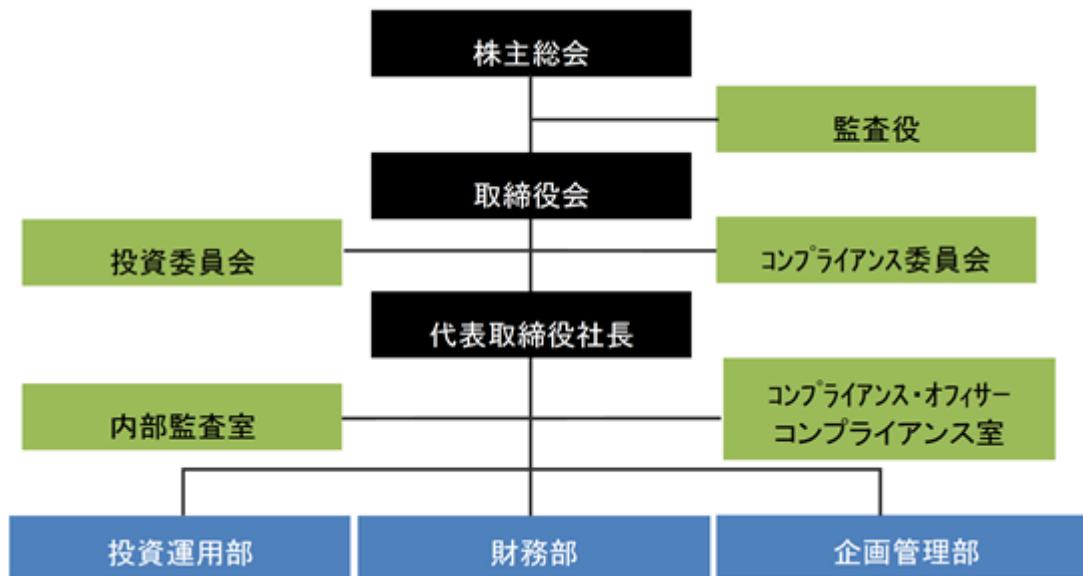 株主総会
監査役
取締役会
投資委員会
コンプライアンス委員会
代表取締役社長
内部監査室
コンプライアンス・オフィサー
コンプライアンス室
投資運用部
財務部
企画管理部